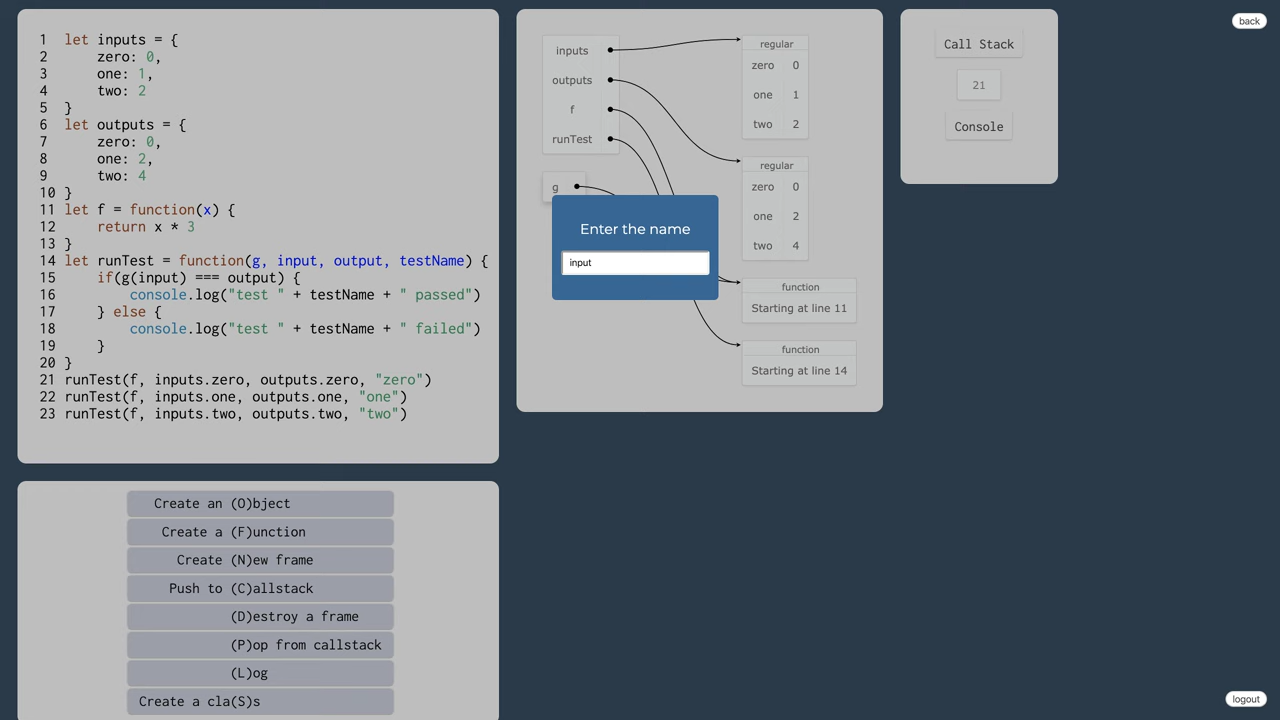 1 let inputs = {
2     zero: 0,
3     one: 1,
4     two: 2
5 }
6 let outputs = {
7     zero: 0,
8     one: 2,
9     two: 4
10 }
11 let f = function(x) {
12     return x * 3
13 }
14 let runTest = function(g, input, output, testName) {
15     if(g(input) === output) {
16         console.log("test " + testName + " passed")
17     } else {
18         console.log("test " + testName + " failed")
19     }
20 }
21 runTest(f, inputs.zero, outputs.zero, "zero")
22 runTest(f, inputs.one, outputs.one, "one")
23 runTest(f, inputs.two, outputs.two, "two")
Create an (O)bject
Create a (F)unction
Create (N)ew frame
Push to (C)allstack
(D)estroy a frame
(P)op from callstack
(L)og
Create a cla(S)s
inputs
outputs
f
runTest
g
regular
zero 0
one 1
two 2
regular
zero 0
one 2
two 4
function
Starting at line 11
function
Starting at line 14
Enter the name
input
Call Stack
21
Console
back
logout